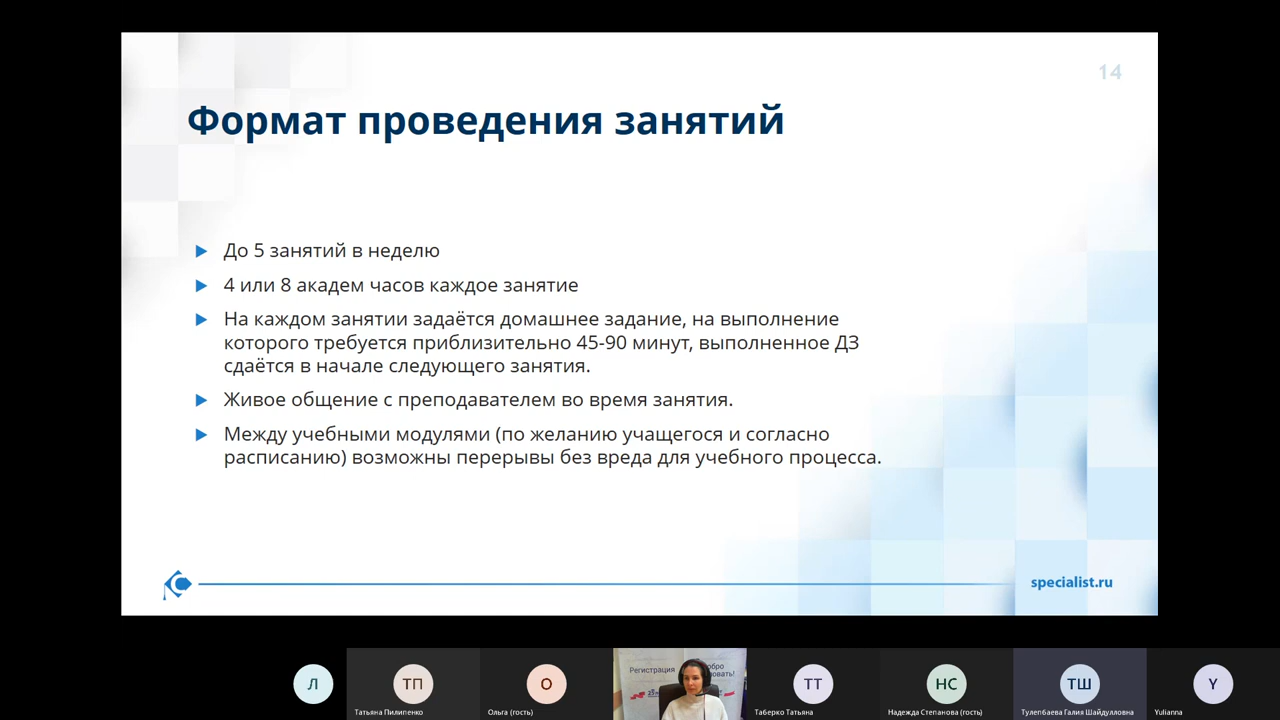 14
Формат проведения занятий
До 5 занятий в неделю
4 или 8 академ часов каждое занятие
На каждом занятии задаётся домашнее задание, на выполнение
которого требуется приблизительно 45-90 минут, выполненное ДЗ
сдаётся в начале следующего занятия.
Живое общение с преподавателем во время занятия.
Между учебными модулями (по желанию учащегося и согласно
расписанию) возможны перерывы без вреда для учебного процесса.
specialist.ru
Регистрация
Л
ТП
О
ТТ
НС
ТШ
Y
Татьяна Пилипенко
Ольга (гость)
Таберко Татьяна
Надежда Степанова (гость)
Тулепбаева Галия Шайдулловна
Yulianna